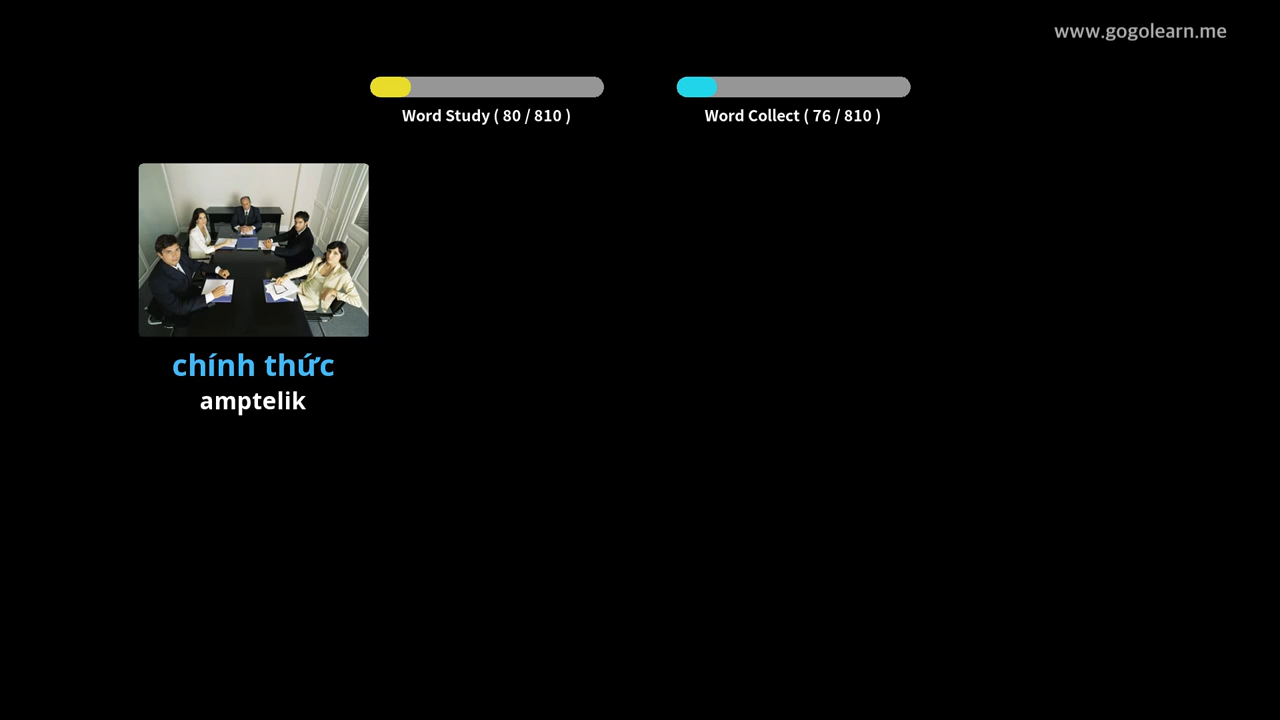 www.gogolearn.me
Word Study ( 80 / 810 )
Word Collect ( 76 / 810 )
chính thức
amptelik